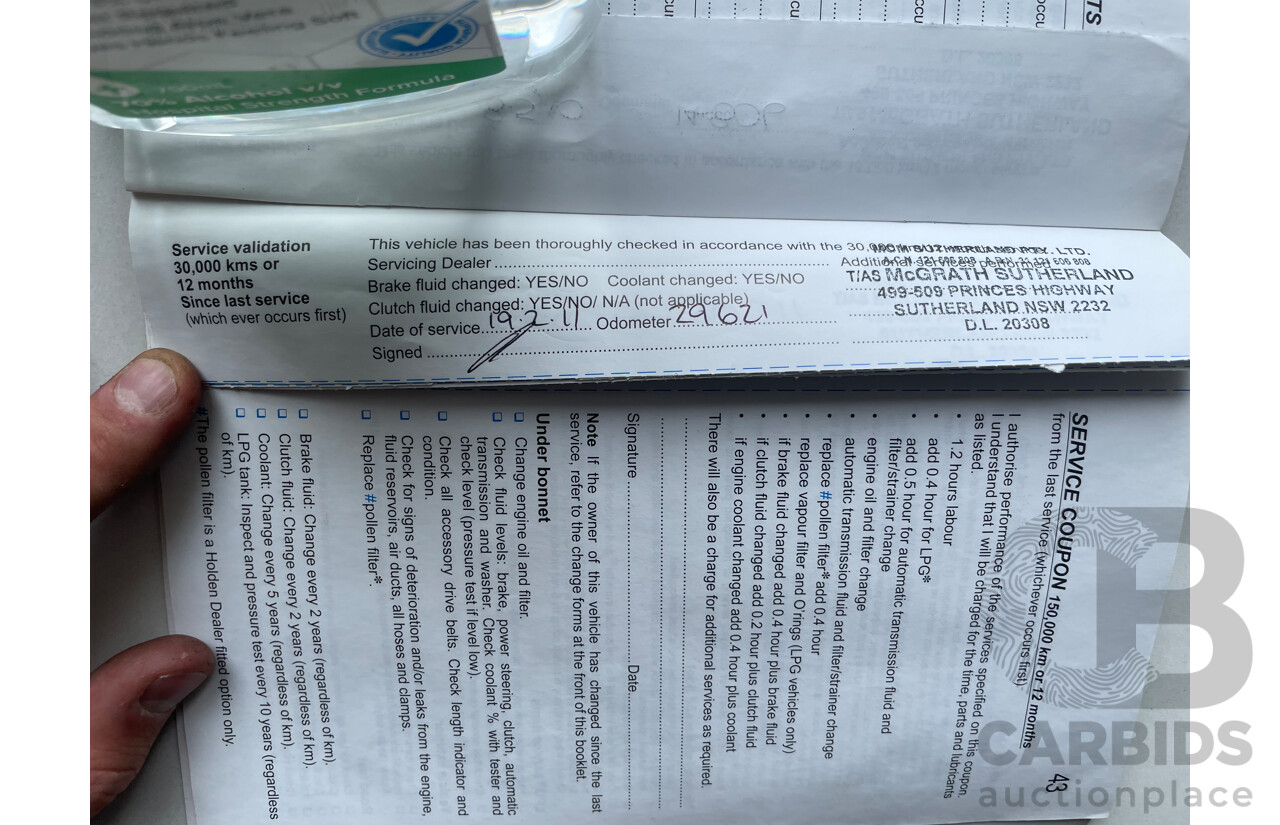 750mL
70% Alcohol v/v
Strength Formula
Service validation
30,000 kms or
12 months
Since last service
(which ever occurs first)
This vehicle has been thoroughly checked in accordance with the 30,
Servicing Dealer
Additional services performed
Brake fluid changed: YES/NO Coolant changed: YES/NO
Clutch fluid changed: YES/NO/ N/A (not applicable)
Date of service 19.2.11 Odometer 29621
Signed
SUTHERLAND PTY. LTD.
T/AS McGRATH SUTHERLAND
499-509 PRINCES HIGHWAY
SUTHERLAND NSW 2232
D.L. 20308
SERVICE COUPON 150,000 km or 12 months
from the last service (whichever occurs first)
43
I authorise performance of the services specified on this coupon.
I understand that I will be charged for the time, parts and lubricants
as listed.
• 1.2 hours labour
• add 0.4 hour for LPG*
• add 0.5 hour for automatic transmission fluid and
filter/strainer change
• engine oil and filter change
• automatic transmission fluid and filter/strainer change
• replace #pollen filter* add 0.4 hour
• replace vapour filter and O'rings (LPG vehicles only)
• if brake fluid changed add 0.4 hour plus brake fluid
• if clutch fluid changed add 0.2 hour plus clutch fluid
• if engine coolant changed add 0.4 hour plus coolant
There will also be a charge for additional services as required.
Signature Date
Note If the owner of this vehicle has changed since the last
service, refer to the change forms at the front of this booklet.
Under bonnet
❑ Change engine oil and filter.
❑ Check fluid levels: brake, power steering, clutch, automatic
transmission and washer. Check coolant % with tester and
check level (pressure test if level low).
❑ Check all accessory drive belts. Check length indicator and
condition.
❑ Check for signs of deterioration and/or leaks from the engine,
fluid reservoirs, air ducts, all hoses and clamps.
❑ Replace #pollen filter*.
❑ Brake fluid: Change every 2 years (regardless of km).
❑ Clutch fluid: Change every 2 years (regardless of km).
❑ Coolant: Change every 5 years (regardless of km).
❑ LPG tank: Inspect and pressure test every 10 years (regardless
of km).
#The pollen filter is a Holden Dealer fitted option only.
CARBIDS
auctionplace